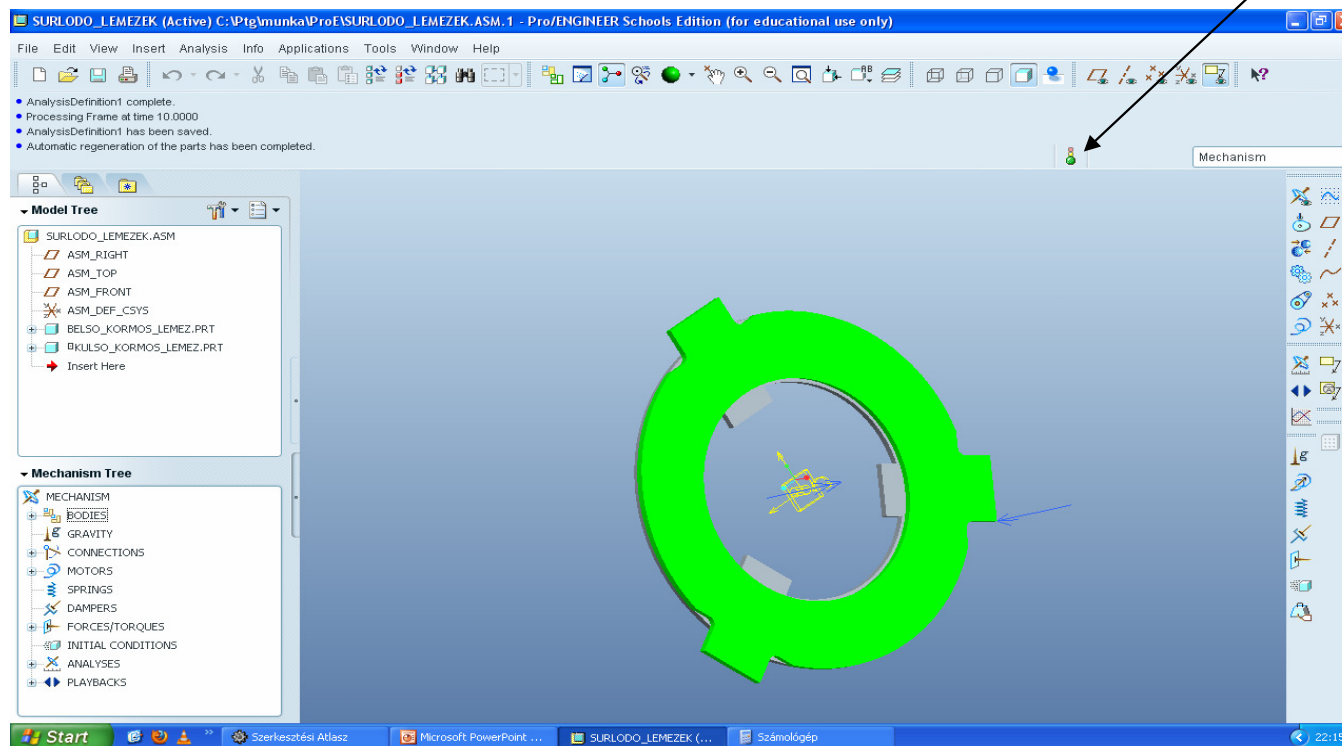 SURLODO_LEMEZEK (Active) C:\Ptg\munka\ProE\SURLODO_LEMEZEK.ASM.1 - Pro/ENGINEER Schools Edition (for educational use only)
File Edit View Insert Analysis Info Applications Tools Window Help
AnalysisDefinition1 complete.
Processing Frame at time 10.0000
AnalysisDefinition1 has been saved.
Automatic regeneration of the parts has been completed.
Mechanism
Model Tree
SURLODO_LEMEZEK.ASM
ASM_RIGHT
ASM_TOP
ASM_FRONT
ASM_DEF_CSYS
BELSO_KORMOS_LEMEZ.PRT
KULSO_KORMOS_LEMEZ.PRT
Insert Here
Mechanism Tree
MECHANISM
BODIES
GRAVITY
CONNECTIONS
MOTORS
SPRINGS
DAMPERS
FORCES/TORQUES
INITIAL CONDITIONS
ANALYSES
PLAYBACKS
Start
Szerkesztési Atlasz
Microsoft PowerPoint ...
SURLODO_LEMEZEK (...
Számológép